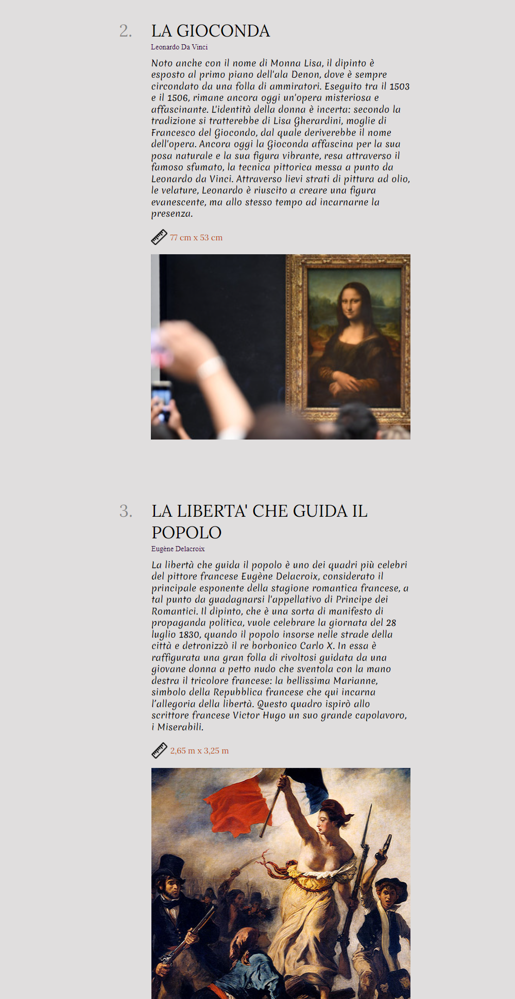 2. LA GIOCONDA
Leonardo Da Vinci
Noto anche con il nome di Monna Lisa, il dipinto è
esposto al primo piano dell'ala Denon, dove è sempre
circondato da una folla di ammiratori. Eseguito tra il 1503
e il 1506, rimane ancora oggi un'opera misteriosa e
affascinante. L'identità della donna è incerta: secondo la
tradizione si tratterebbe di Lisa Gherardini, moglie di
Francesco del Giocondo, dal quale deriverebbe il nome
dell'opera. Ancora oggi la Gioconda affascina per la sua
posa naturale e la sua figura vibrante, resa attraverso il
famoso sfumato, la tecnica pittorica messa a punto da
Leonardo da Vinci. Attraverso lievi strati di pittura ad olio,
le velature, Leonardo è riuscito a creare una figura
evanescente, ma allo stesso tempo ad incarnarne la
presenza.
77 cm x 53 cm
3. LA LIBERTA' CHE GUIDA IL
POPOLO
Eugène Delacroix
La libertà che guida il popolo è uno dei quadri più celebri
del pittore francese Eugène Delacroix, considerato il
principale esponente della stagione romantica francese, a
tal punto da guadagnarsi l'appellativo di Principe dei
Romantici. Il dipinto, che è una sorta di manifesto di
propaganda politica, vuole celebrare la giornata del 28
luglio 1830, quando il popolo insorse nelle strade della
città e detronizzò il re borbonico Carlo X. In essa è
raffigurata una gran folla di rivoltosi guidata da una
giovane donna a petto nudo che sventola con la mano
destra il tricolore francese: la bellissima Marianne,
simbolo della Repubblica francese che qui incarna
l’allegoria della libertà. Questo quadro ispirò allo
scrittore francese Victor Hugo un suo grande capolavoro,
i Miserabili.
2,65 m x 3,25 m